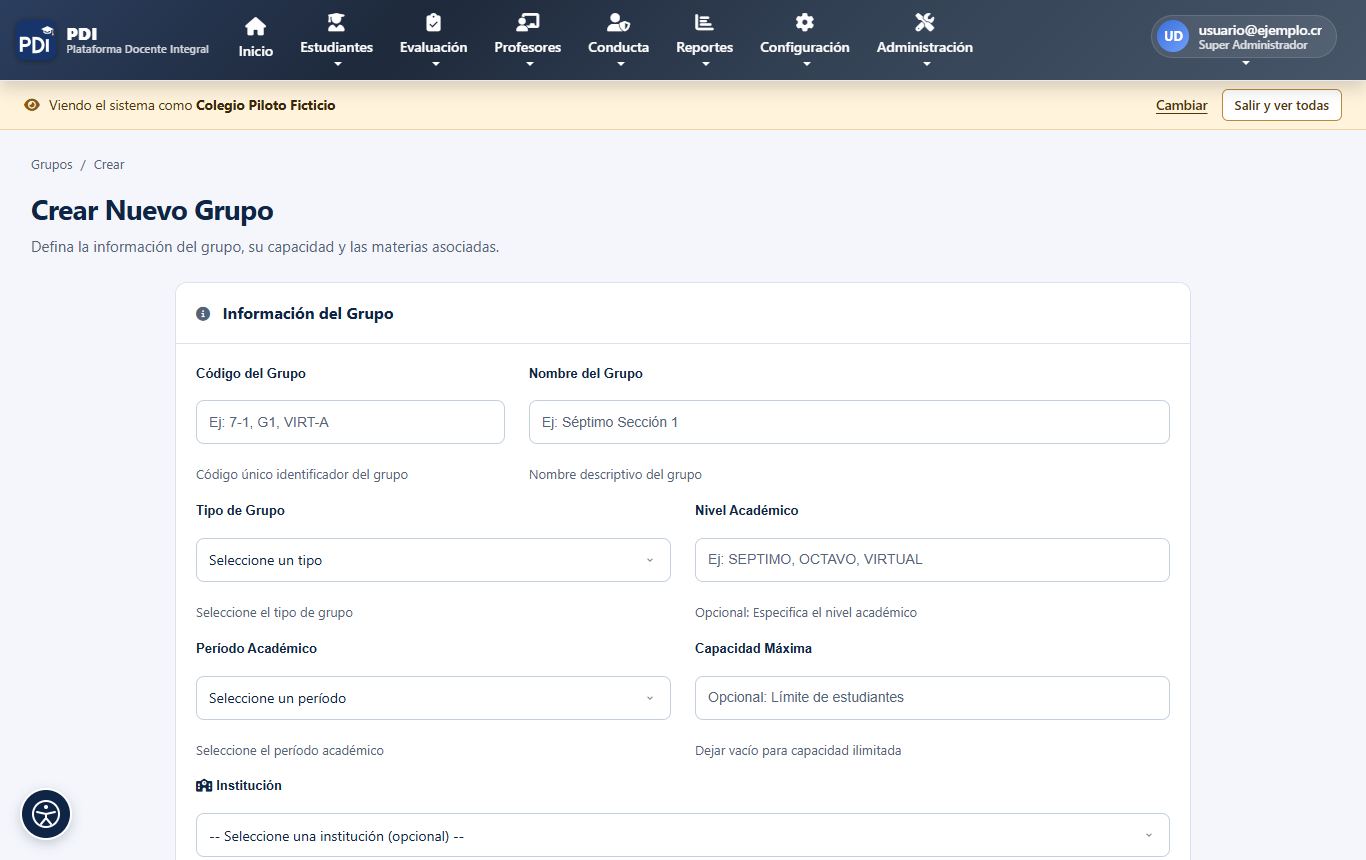 PDI
PDI
Plataforma Docente Integral
Inicio
Estudiantes
Evaluación
Profesores
Conducta
Reportes
Configuración
Administración
UD
usuario@ejemplo.cr
Super Administrador
Viendo el sistema como Colegio Piloto Ficticio
Cambiar
Salir y ver todas
Grupos / Crear
Crear Nuevo Grupo
Defina la información del grupo, su capacidad y las materias asociadas.
Información del Grupo
Código del Grupo
Nombre del Grupo
Ej: 7-1, G1, VIRT-A
Ej: Séptimo Sección 1
Código único identificador del grupo
Nombre descriptivo del grupo
Tipo de Grupo
Nivel Académico
Seleccione un tipo
Ej: SEPTIMO, OCTAVO, VIRTUAL
Seleccione el tipo de grupo
Opcional: Especifica el nivel académico
Período Académico
Capacidad Máxima
Seleccione un período
Opcional: Límite de estudiantes
Seleccione el período académico
Dejar vacío para capacidad ilimitada
Institución
-- Seleccione una institución (opcional) --